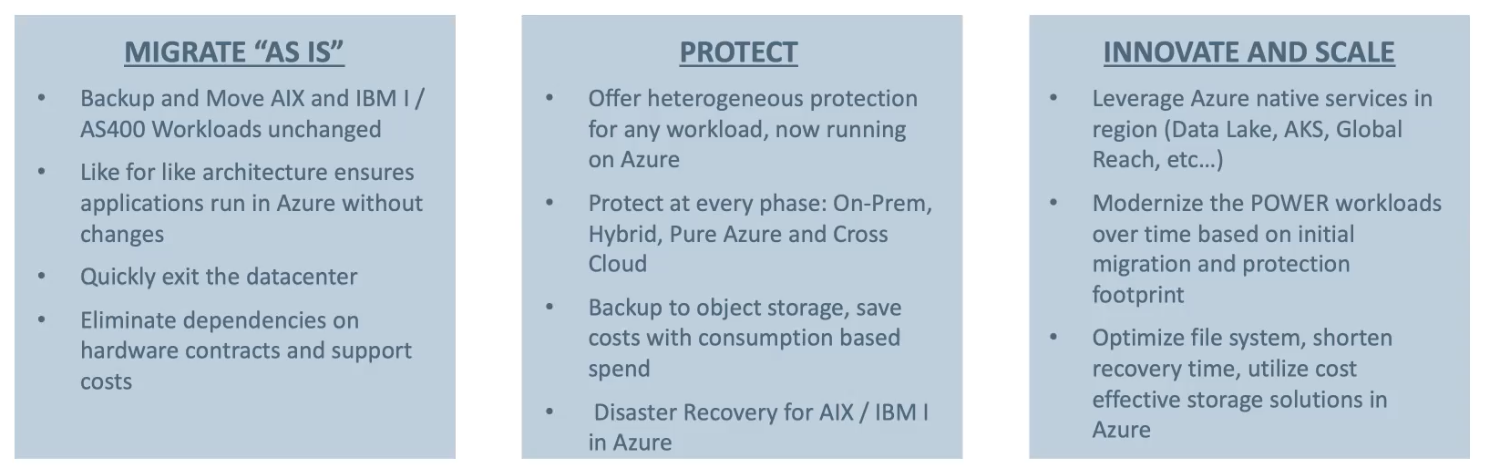 MIGRATE “AS IS”
• Backup and Move AIX and IBM I /
AS400 Workloads unchanged
• Like for like architecture ensures
applications run in Azure without
changes
• Quickly exit the datacenter
• Eliminate dependencies on
hardware contracts and support
costs
PROTECT
• Offer heterogeneous protection
for any workload, now running
on Azure
• Protect at every phase: On-Prem,
Hybrid, Pure Azure and Cross
Cloud
• Backup to object storage, save
costs with consumption based
spend
• Disaster Recovery for AIX / IBM I
in Azure
INNOVATE AND SCALE
• Leverage Azure native services in
region (Data Lake, AKS, Global
Reach, etc…)
• Modernize the POWER workloads
over time based on initial
migration and protection
footprint
• Optimize file system, shorten
recovery time, utilize cost
effective storage solutions in
Azure